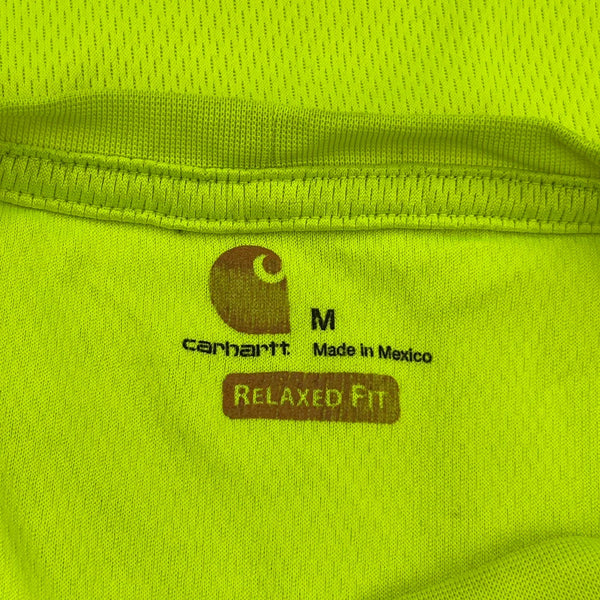 M
carhartt. Made in Mexico
RELAXED FIT